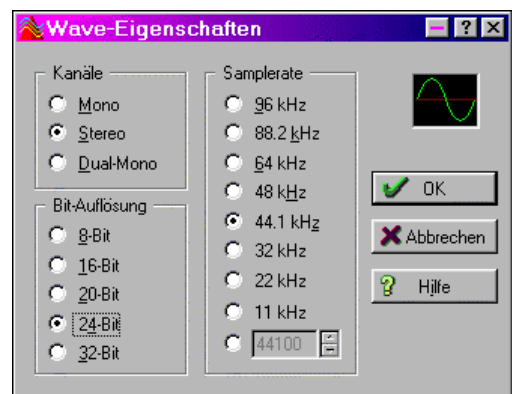 Wave-Eigenschaften
Kanäle
Mono
Stereo
Dual-Mono
Bit-Auflösung
8-Bit
16-Bit
20-Bit
24-Bit
32-Bit
Samplerate
96 kHz
88.2 kHz
64 kHz
48 kHz
44.1 kHz
32 kHz
22 kHz
11 kHz
44100
OK
Abbrechen
Hilfe